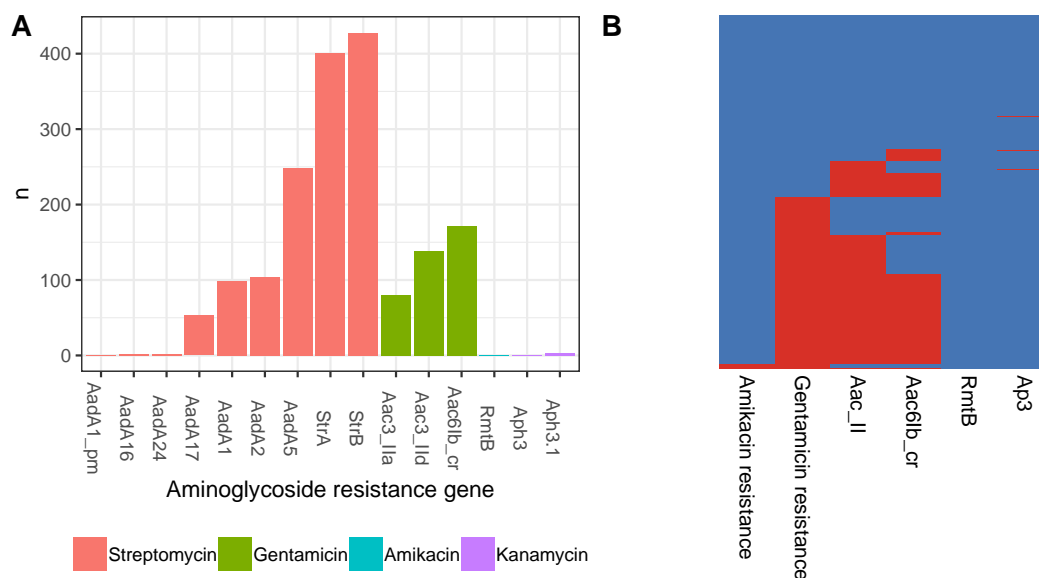 A
B
n
400
300
200
100
0
AadA1_pm
AadA16
AadA24
AadA17
AadA1
AadA2
AadA5
StrA
StrB
Aac3_IIa
Aac3_IId
Aac6Ib_cr
RmtB
Aph3
Aph3.1
Aminoglycoside resistance gene
Streptomycin Gentamicin Amikacin Kanamycin
Amikacin resistance
Gentamicin resistance
Aac_II
Aac6Ib_cr
RmtB
Ap3